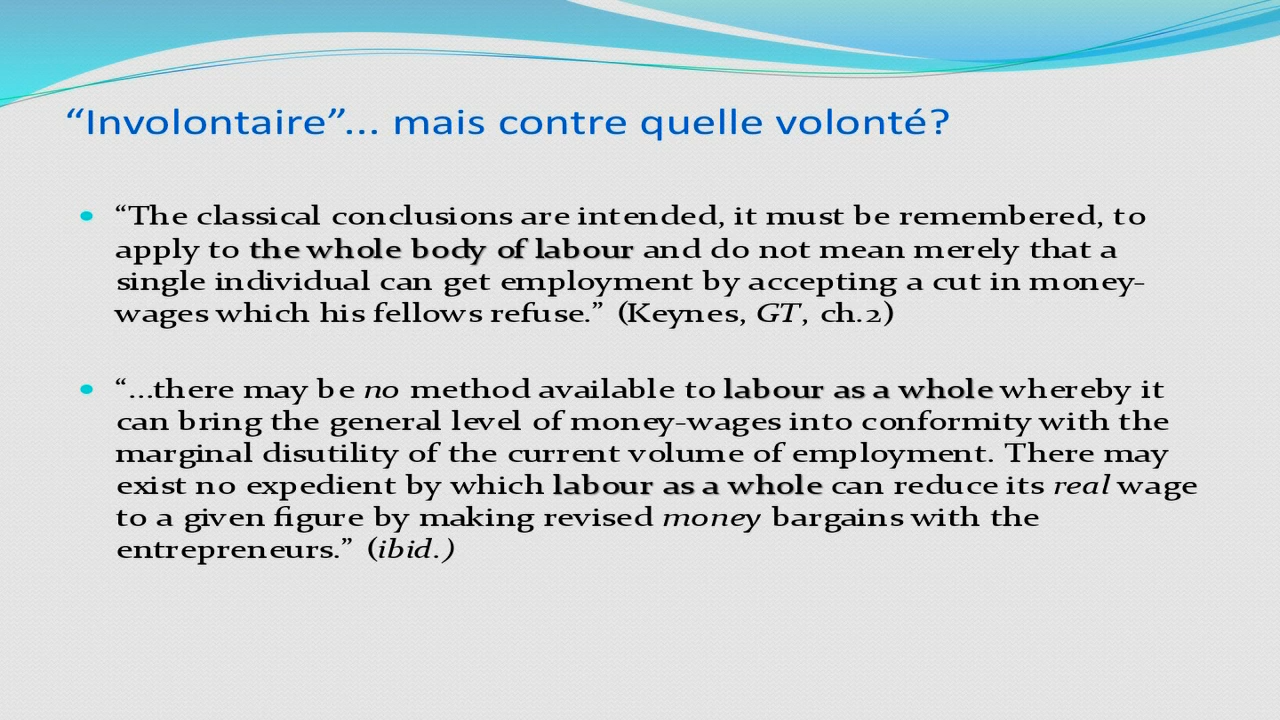 “Involontaire”... mais contre quelle volonté?
• “The classical conclusions are intended, it must be remembered, to
apply to the whole body of labour and do not mean merely that a
single individual can get employment by accepting a cut in money-
wages which his fellows refuse.” (Keynes, GT, ch.2)
• “...there may be no method available to labour as a whole whereby it
can bring the general level of money-wages into conformity with the
marginal disutility of the current volume of employment. There may
exist no expedient by which labour as a whole can reduce its real wage
to a given figure by making revised money bargains with the
entrepreneurs.” (ibid.)